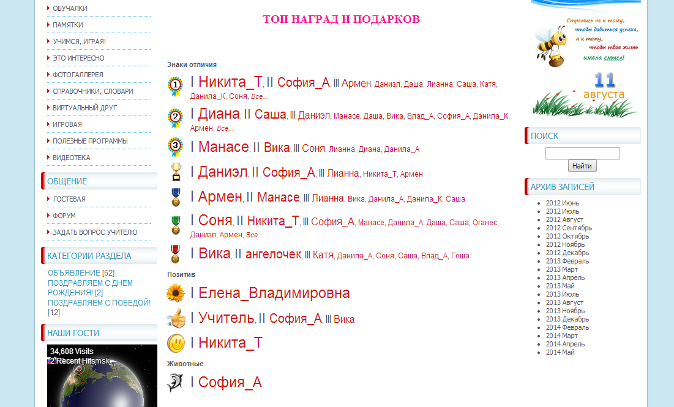 ОБУЧАЛКИ
ПАМЯТКИ
УЧИМСЯ, ИГРАЯ!
ЭТО ИНТЕРЕСНО
ФОТОГАЛЛЕРЕЯ
СПРАВОЧНИКИ, СЛОВАРИ
ВИРТУАЛЬНЫЙ ДРУГ
ИГРОВАЯ
ПОЛЕЗНЫЕ ПРОГРАММЫ
ВИДЕОТЕКА
ОБЩЕНИЕ
ГОСТЕВАЯ
ФОРУМ
ЗАДАТЬ ВОПРОС УЧИТЕЛЮ
КАТЕГОРИИ РАЗДЕЛА
ОБЪЯВЛЕНИЕ [62]
ПОЗДРАВЛЯЕМ С ДНЕМ
РОЖДЕНИЯ! [2]
ПОЗДРАВЛЯЕМ С ПОБЕДОЙ!
[12]
НАШИ ГОСТИ
34,608 Visits
2 Recent Hits
ТОП НАГРАД И ПОДАРКОВ
Знаки отличия
I Никита_Т, II София_А, III Армен, Даниэл, Даша, Лианна, Саша, Катя,
Данила_К, Соня, Все...
I Диана II Саша, III Даниэл, Манасе, Даша, Вика, Влад_А, София_А, Данила_К,
Армен, Все...
I Манасе II Вика, III Соня, Лианна, Диана, Данила_А
I Даниэл, II София_А, III Лианна, Никита_Т, Армен
I Армен, II Манасе, III Лианна, Вика, Данила_А, Данила_К, Саша
I Соня, II Никита_Т, III София_А, Манасе, Данила_А, Даша, Саша, Оганес,
Даниэл, Армен, Все...
I Вика, II ангелочек, III Катя, Данила_А, Соня, Саша, Влад_А, Гоша
Позитив
I Елена_Владимировна
I Учитель, II София_А III Вика
I Никита_Т
Животные
I София_А
Стремись не к тому,
чтобы добиться успеха,
а к тому,
чтобы твоя жизнь
имела смысл!
11
августа
ПОИСК
Найти
АРХИВ ЗАПИСЕЙ
2012 Июнь
2012 Июль
2012 Август
2012 Сентябрь
2012 Октябрь
2012 Ноябрь
2012 Декабрь
2013 Февраль
2013 Март
2013 Апрель
2013 Май
2013 Июль
2013 Август
2013 Ноябрь
2013 Декабрь
2014 Февраль
2014 Март
2014 Апрель
2014 Май